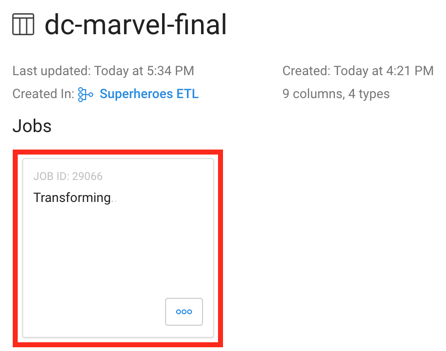 dc-marvel-final
Last updated: Today at 5:34 PM
Created: Today at 4:21 PM
Created In: Superheroes ETL
9 columns, 4 types
Jobs
JOB ID: 29066
Transforming..